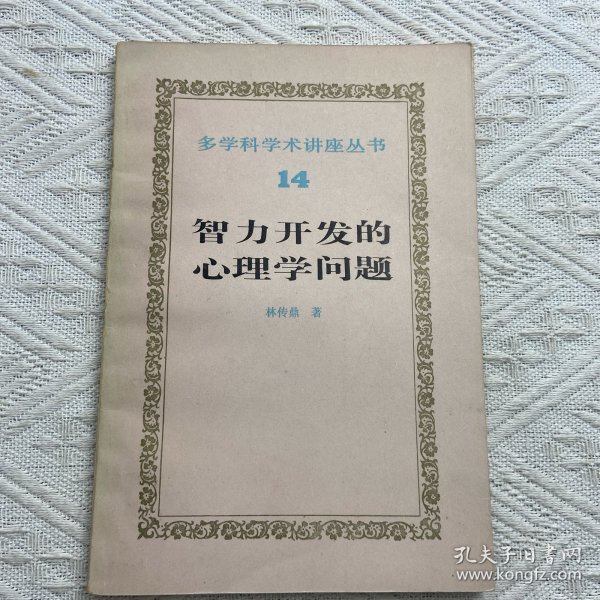 多学科学术讲座丛书
14
智力开发的
心理学问题
林传鼎 著
孔夫子旧书网
www.kongfz.com